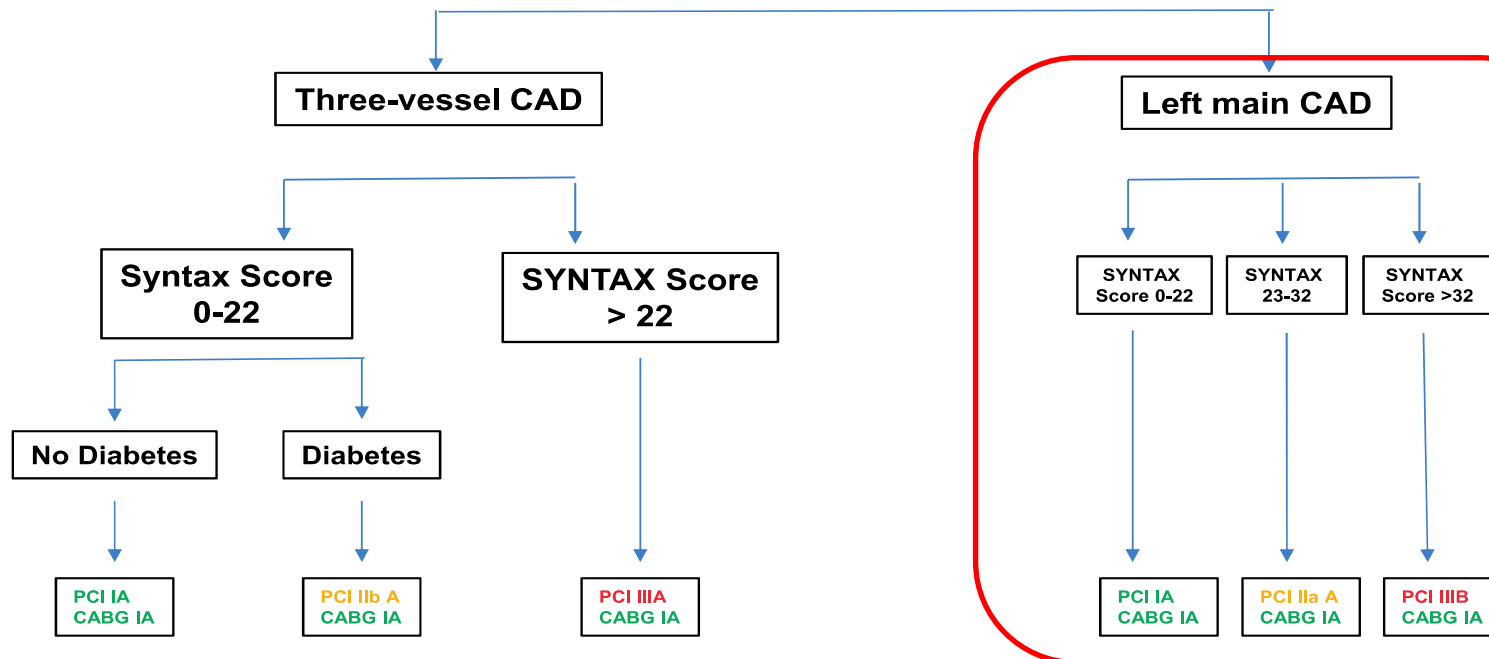 Three-vessel CAD
Left main CAD
Syntax Score
0-22
SYNTAX Score
> 22
SYNTAX
Score 0-22
SYNTAX
23-32
SYNTAX
Score >32
No Diabetes
Diabetes
PCI IA
CABG IA
PCI IIb A
CABG IA
PCI IIIA
CABG IA
PCI IA
CABG IA
PCI IIa A
CABG IA
PCI IIIB
CABG IA